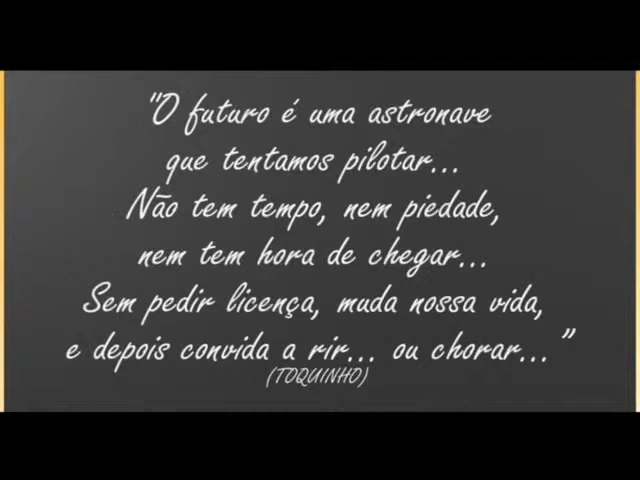 "O futuro é uma astronave
que tentamos pilotar...
Não tem tempo, nem piedade,
nem tem hora de chegar...
Sem pedir licença, muda nossa vida,
e depois convida a rir... ou chorar... "
(TOQUINHO)